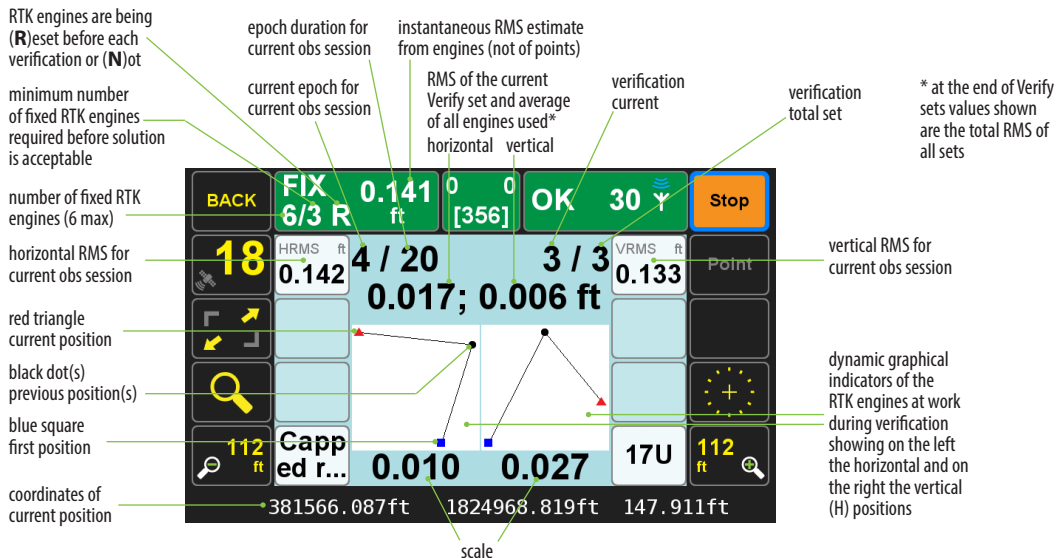 RTK engines are being
(R)eset before each
verification or (N)ot
epoch duration for
current obs session
instantaneous RMS estimate
from engines (not of points)
minimum number
of fixed RTK engines
required before solution
is acceptable
current epoch for
current obs session
RMS of the current
Verify set and average
of all engines used*
horizontal vertical
verification
current
verification
total set
* at the end of Verify
sets values shown
are the total RMS of
all sets
number of fixed RTK
engines (6 max)
horizontal RMS for
current obs session
red triangle
current position
black dot(s)
previous position(s)
blue square
first position
coordinates of
current position
BACK
FIX
6/3 R
0.141
ft
0 0
[356]
OK 30
Stop
18
HRMS ft
0.142
4 / 20
3 / 3
VRMS ft
0.133
Point
0.017; 0.006 ft
112
ft
Capp
ed r...
0.010 0.027
17U
112
ft
381566.087ft 1824968.819ft 147.911ft
scale
vertical RMS for
current obs session
dynamic graphical
indicators of the
RTK engines at work
during verification
showing on the left
the horizontal and on
the right the vertical
(H) positions